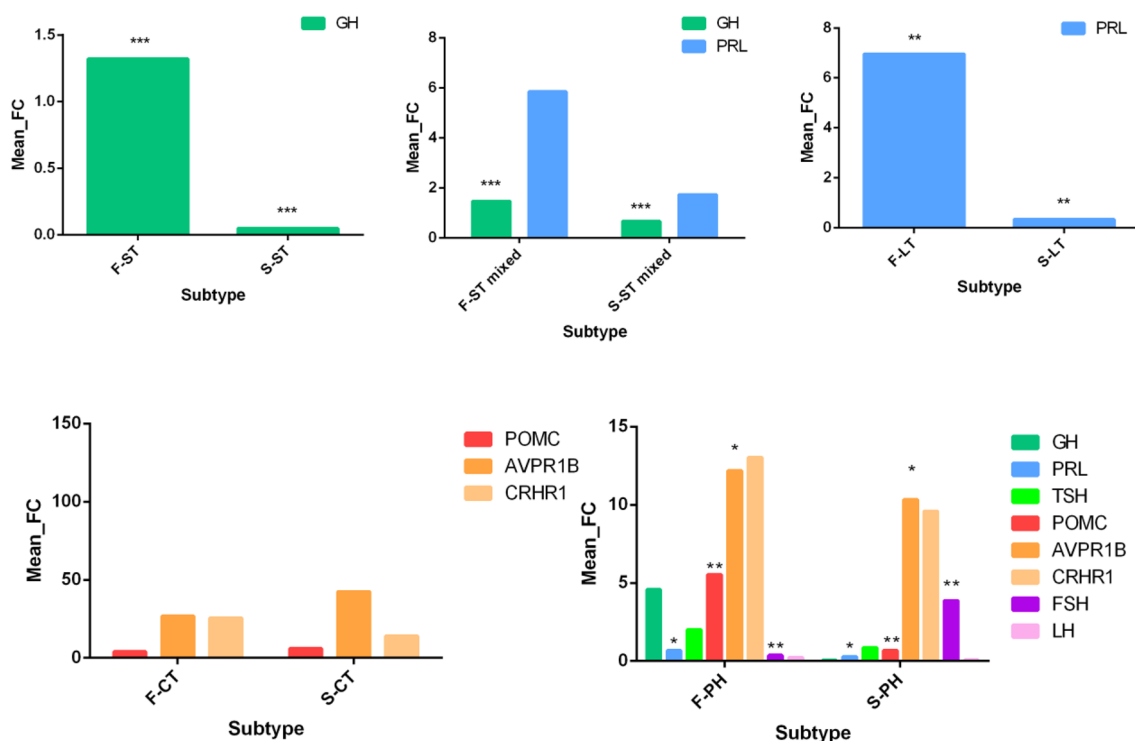 GH
1.5
1.0
0.5
0.0
Mean_FC
***
***
F-ST
S-ST
Subtype
GH
PRL
8
6
4
2
0
Mean_FC
***
***
F-ST mixed
S-ST mixed
Subtype
PRL
8
6
4
2
0
Mean_FC
**
**
F-LT
S-LT
Subtype
150
100
50
0
Mean_FC
POMC
AVPR1B
CRHR1
F-CT
S-CT
Subtype
15
10
5
0
Mean_FC
*
**
*
**
*
**
*
**
GH
PRL
TSH
POMC
AVPR1B
CRHR1
FSH
LH
F-PH
S-PH
Subtype